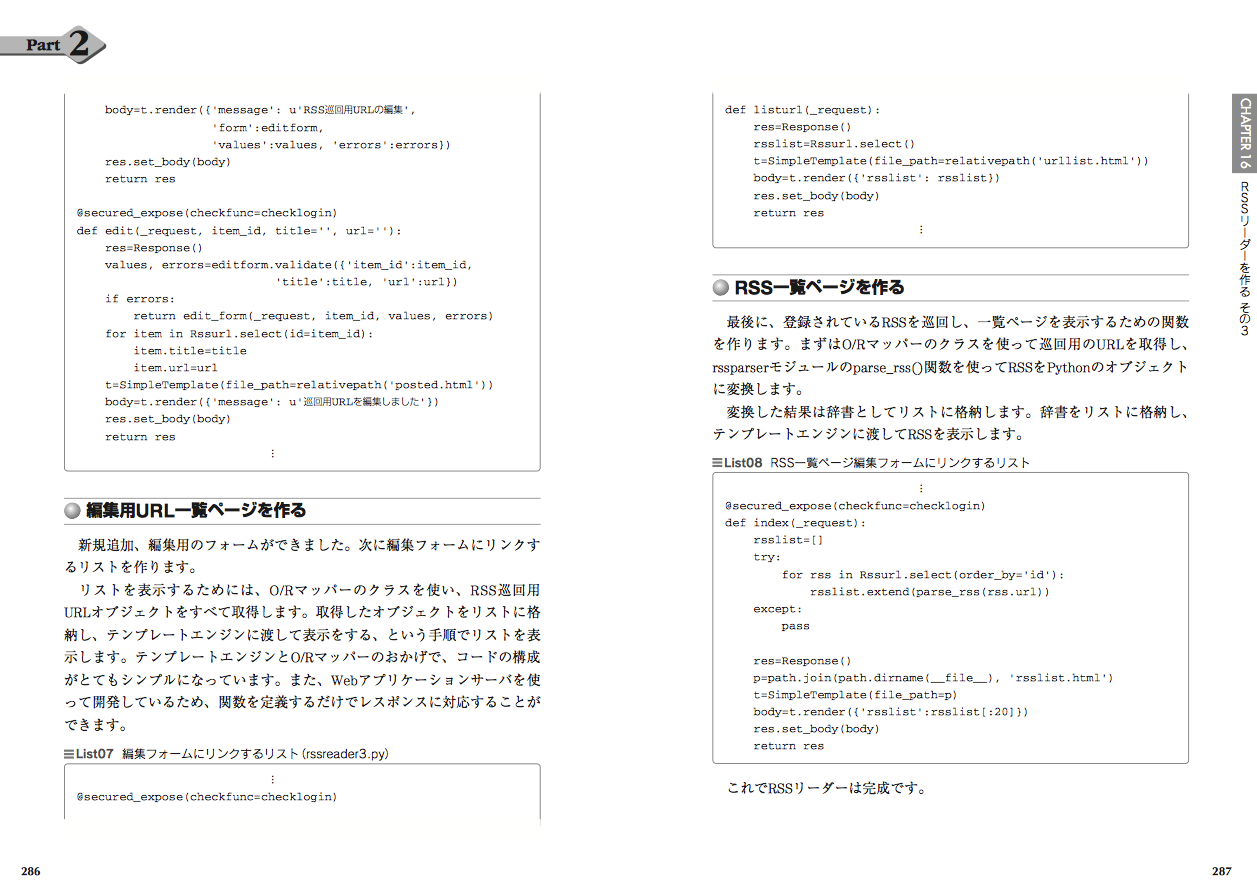 Part 2
    body=t.render({'message': u'RSS巡回用URLの編集',
                   'form':editform,
                   'values':values, 'errors':errors})
    res.set_body(body)
    return res

@secured_expose(checkfunc=checklogin)
def edit(_request, item_id, title='', url=''):
    res=Response()
    values, errors=editform.validate({'item_id':item_id,
                            'title':title, 'url':url})
    if errors:
        return edit_form(_request, item_id, values, errors)
    for item in Rssurl.select(id=item_id):
        item.title=title
        item.url=url
    t=SimpleTemplate(file_path=relativepath('posted.html'))
    body=t.render({'message': u'巡回用URLを編集しました'})
    res.set_body(body)
    return res
⋮
編集用URL一覧ページを作る
新規追加、編集用のフォームができました。次に編集フォームにリンクす
るリストを作ります。
リストを表示するためには、O/Rマッパーのクラスを使い、RSS巡回用
URLオブジェクトをすべて取得します。取得したオブジェクトをリストに格
納し、テンプレートエンジンに渡して表示をする、という手順でリストを表
示します。テンプレートエンジンとO/Rマッパーのおかげで、コードの構成
がとてもシンプルになっています。また、Webアプリケーションサーバを使
って開発しているため、関数を定義するだけでレスポンスに対応することが
できます。
List07 編集フォームにリンクするリスト(rssreader3.py)
⋮
@secured_expose(checkfunc=checklogin)
286
def listurl(_request):
    res=Response()
    rsslist=Rssurl.select()
    t=SimpleTemplate(file_path=relativepath('urllist.html'))
    body=t.render({'rsslist': rsslist})
    res.set_body(body)
    return res
⋮
RSS一覧ページを作る
最後に、登録されているRSSを巡回し、一覧ページを表示するための関数
を作ります。まずはO/Rマッパーのクラスを使って巡回用のURLを取得し、
rssparserモジュールのparse_rss()関数を使ってRSSをPythonのオブジェクト
に変換します。
変換した結果は辞書としてリストに格納します。辞書をリストに格納し、
テンプレートエンジンに渡してRSSを表示します。
List08 RSS一覧ページ編集フォームにリンクするリスト
⋮
@secured_expose(checkfunc=checklogin)
def index(_request):
    rsslist=[]
    try:
        for rss in Rssurl.select(order_by='id'):
            rsslist.extend(parse_rss(rss.url))
    except:
        pass

    res=Response()
    p=path.join(path.dirname(__file__), 'rsslist.html')
    t=SimpleTemplate(file_path=p)
    body=t.render({'rsslist':rsslist[:20]})
    res.set_body(body)
    return res
これでRSSリーダーは完成です。
CHAPTER 16 RSSリーダーを作る その3
287